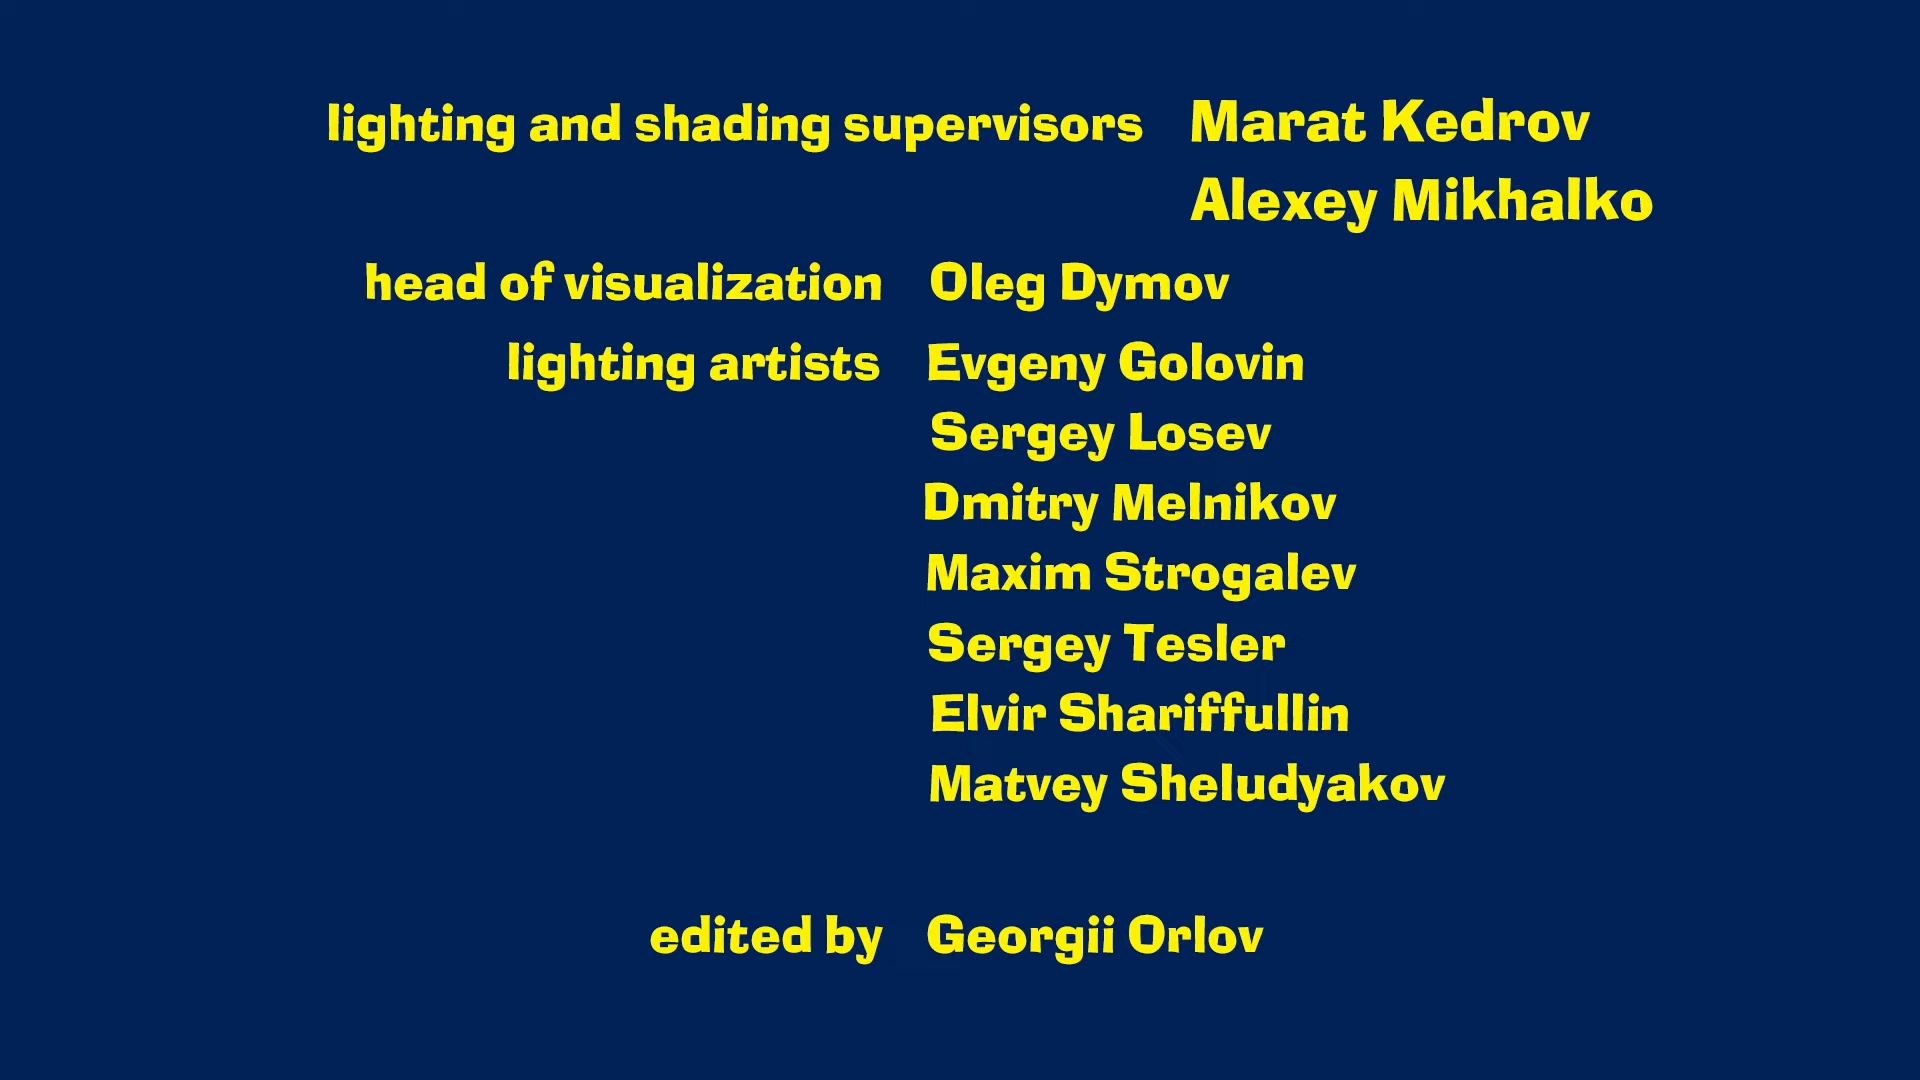 lighting and shading supervisors Marat Kedrov
Alexey Mikhalko
head of visualization Oleg Dymov
lighting artists Evgeny Golovin
Sergey Losev
Dmitry Melnikov
Maxim Strogalev
Sergey Tesler
Elvir Shariffullin
Matvey Sheludyakov
edited by Georgii Orlov